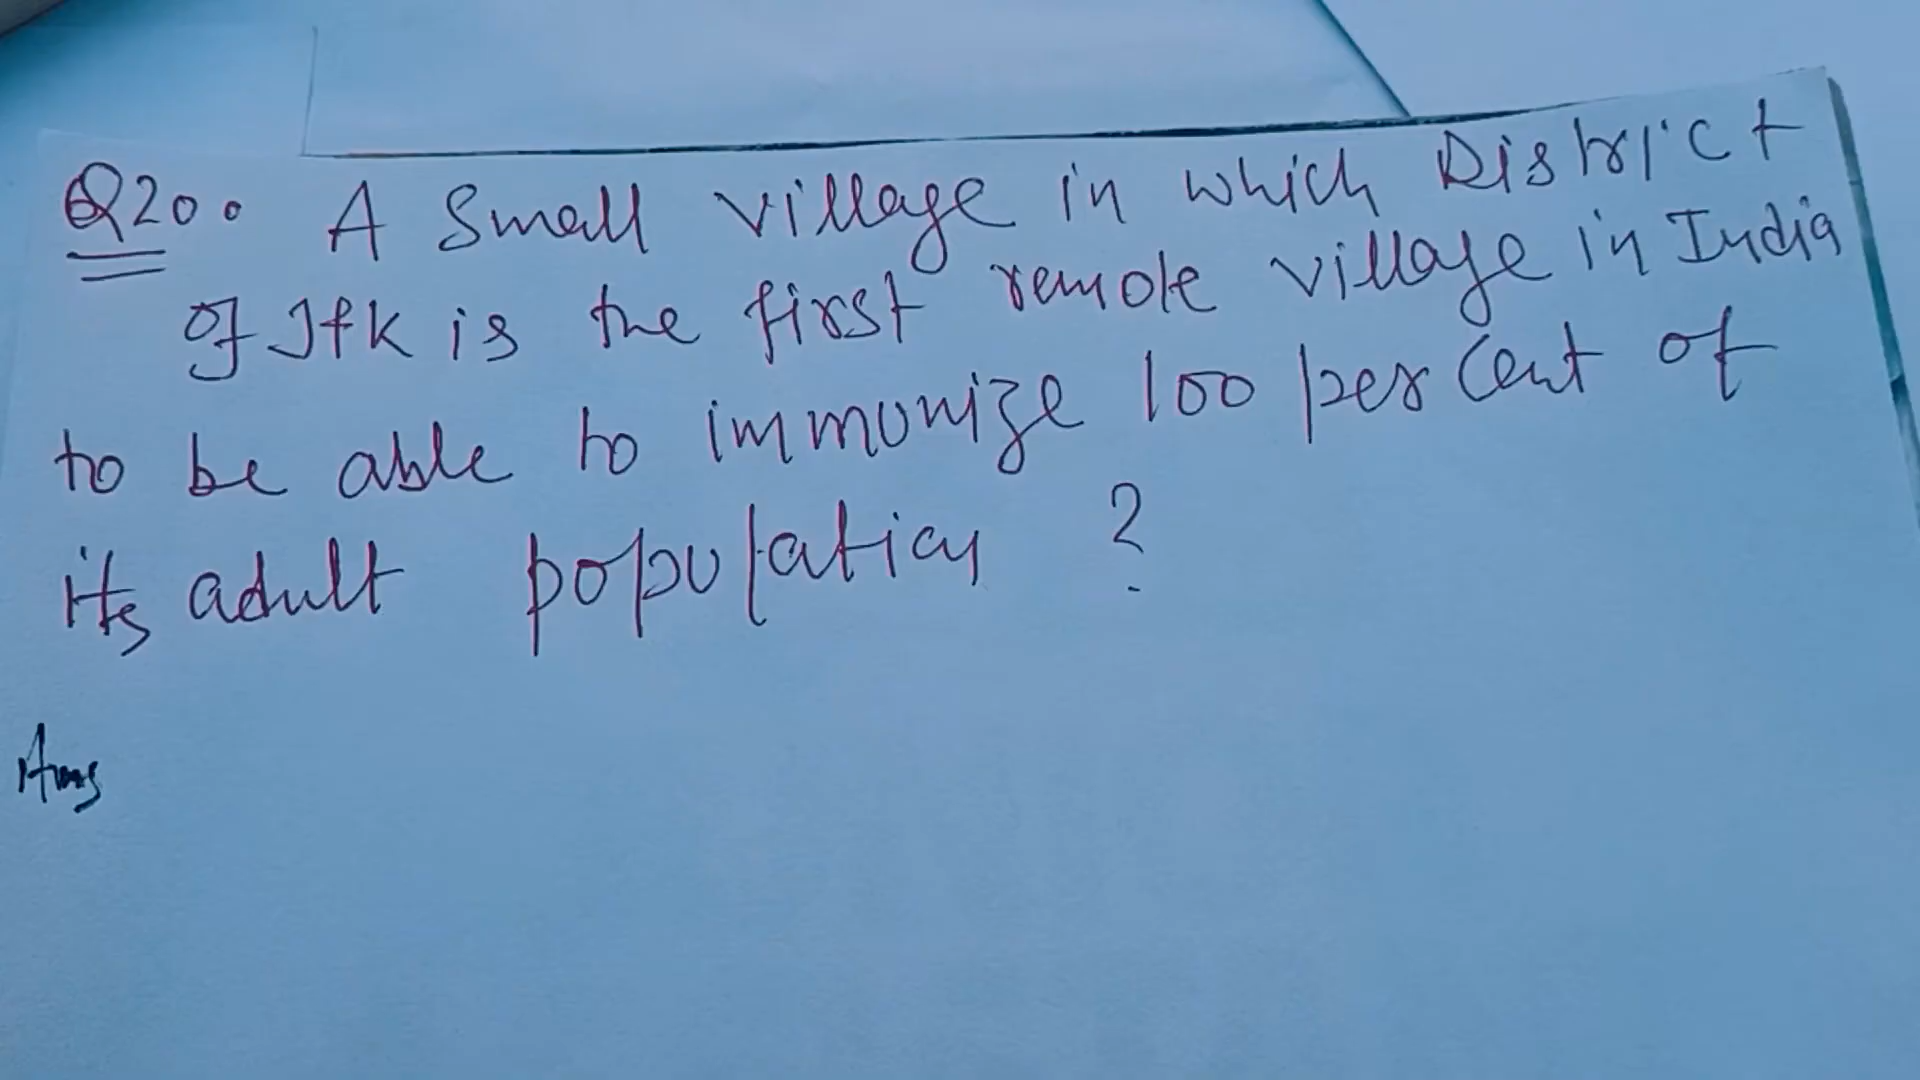 Q20. A Small village in which District
of J&K is the first remote village in India
to be able to immunize 100 per cent of
its adult population ?
Ans